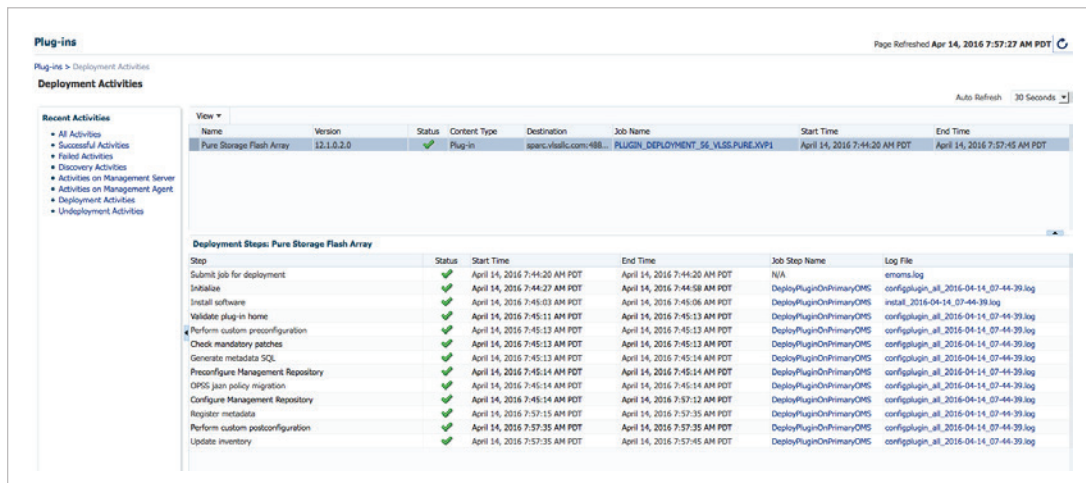 Plug-ins
Page Refreshed Apr 14, 2016 7:57:27 AM PDT
Plug-ins > Deployment Activities
Deployment Activities
Auto Refresh 30 Seconds
Recent Activities
All Activities
Successful Activities
Failed Activities
Discovery Activities
Activities on Management Server
Activities on Management Agent
Deployment Activities
Undeployment Activities
View
Name Version Status Content Type Destination Job Name Start Time End Time
Pure Storage Flash Array 12.1.0.2.0 Plug-in sparc.vlssllc.com:488... PLUGIN_DEPLOYMENT_56_VLSS.PURE.XVP1 April 14, 2016 7:44:20 AM PDT April 14, 2016 7:57:45 AM PDT
Deployment Steps: Pure Storage Flash Array
Step Status Start Time End Time Job Step Name Log File
Submit job for deployment April 14, 2016 7:44:20 AM PDT April 14, 2016 7:44:20 AM PDT N/A emoms.log
Initialize April 14, 2016 7:44:27 AM PDT April 14, 2016 7:44:58 AM PDT DeployPluginOnPrimaryOMS configplugin_all_2016-04-14_07-44-39.log
Install software April 14, 2016 7:45:03 AM PDT April 14, 2016 7:45:06 AM PDT DeployPluginOnPrimaryOMS install_2016-04-14_07-44-39.log
Validate plug-in home April 14, 2016 7:45:11 AM PDT April 14, 2016 7:45:13 AM PDT DeployPluginOnPrimaryOMS configplugin_all_2016-04-14_07-44-39.log
Perform custom preconfiguration April 14, 2016 7:45:13 AM PDT April 14, 2016 7:45:13 AM PDT DeployPluginOnPrimaryOMS configplugin_all_2016-04-14_07-44-39.log
Check mandatory patches April 14, 2016 7:45:13 AM PDT April 14, 2016 7:45:13 AM PDT DeployPluginOnPrimaryOMS configplugin_all_2016-04-14_07-44-39.log
Generate metadata SQL April 14, 2016 7:45:13 AM PDT April 14, 2016 7:45:14 AM PDT DeployPluginOnPrimaryOMS configplugin_all_2016-04-14_07-44-39.log
Preconfigure Management Repository April 14, 2016 7:45:14 AM PDT April 14, 2016 7:45:14 AM PDT DeployPluginOnPrimaryOMS configplugin_all_2016-04-14_07-44-39.log
OPSS jazn policy migration April 14, 2016 7:45:14 AM PDT April 14, 2016 7:45:14 AM PDT DeployPluginOnPrimaryOMS configplugin_all_2016-04-14_07-44-39.log
Configure Management Repository April 14, 2016 7:45:14 AM PDT April 14, 2016 7:57:12 AM PDT DeployPluginOnPrimaryOMS configplugin_all_2016-04-14_07-44-39.log
Register metadata April 14, 2016 7:57:15 AM PDT April 14, 2016 7:57:35 AM PDT DeployPluginOnPrimaryOMS configplugin_all_2016-04-14_07-44-39.log
Perform custom postconfiguration April 14, 2016 7:57:35 AM PDT April 14, 2016 7:57:35 AM PDT DeployPluginOnPrimaryOMS configplugin_all_2016-04-14_07-44-39.log
Update inventory April 14, 2016 7:57:35 AM PDT April 14, 2016 7:57:45 AM PDT DeployPluginOnPrimaryOMS configplugin_all_2016-04-14_07-44-39.log